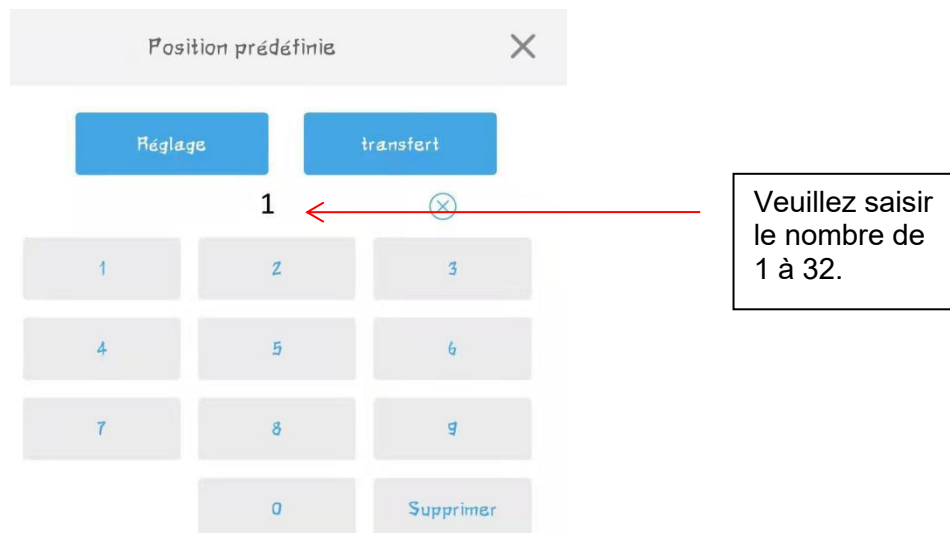 Position prédéfinie
Réglage
transfert
1
Veuillez saisir
le nombre de
1 à 32.
1 2 3
4 5 6
7 8 9
0 Supprimer